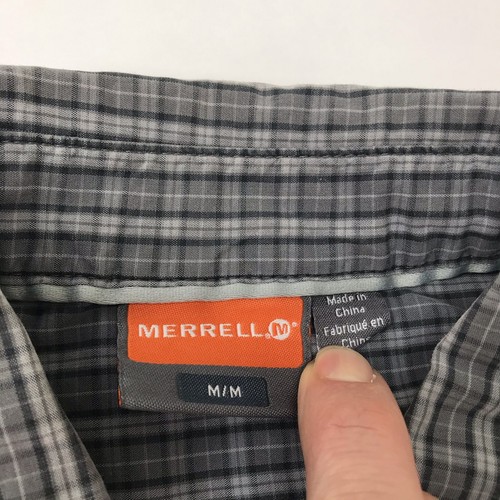 MERRELL M
M/M
Made in
China
Fabriqué en
Chine